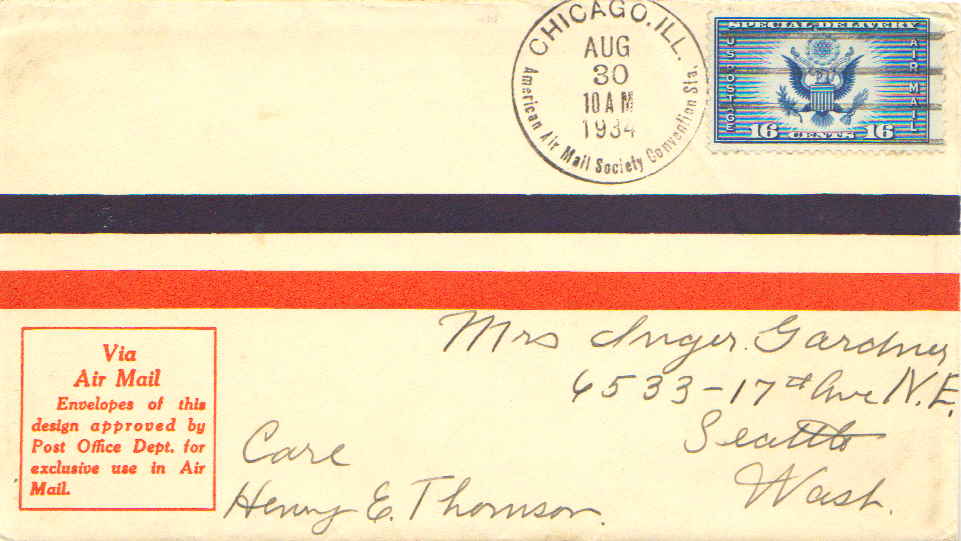 CHICAGO, ILL.
AUG
30
10 AM
1934
American Air Mail Society Convention Sta.
SPECIAL DELIVERY
U S POSTAGE
AIR MAIL
16 CENTS 16
Mrs Inger Gardner
6533-17th Ave N.E.
Seattle
Wash.
Care
Henry E. Thomson.
Via
Air Mail
Envelopes of this
design approved by
Post Office Dept. for
exclusive use in Air
Mail.